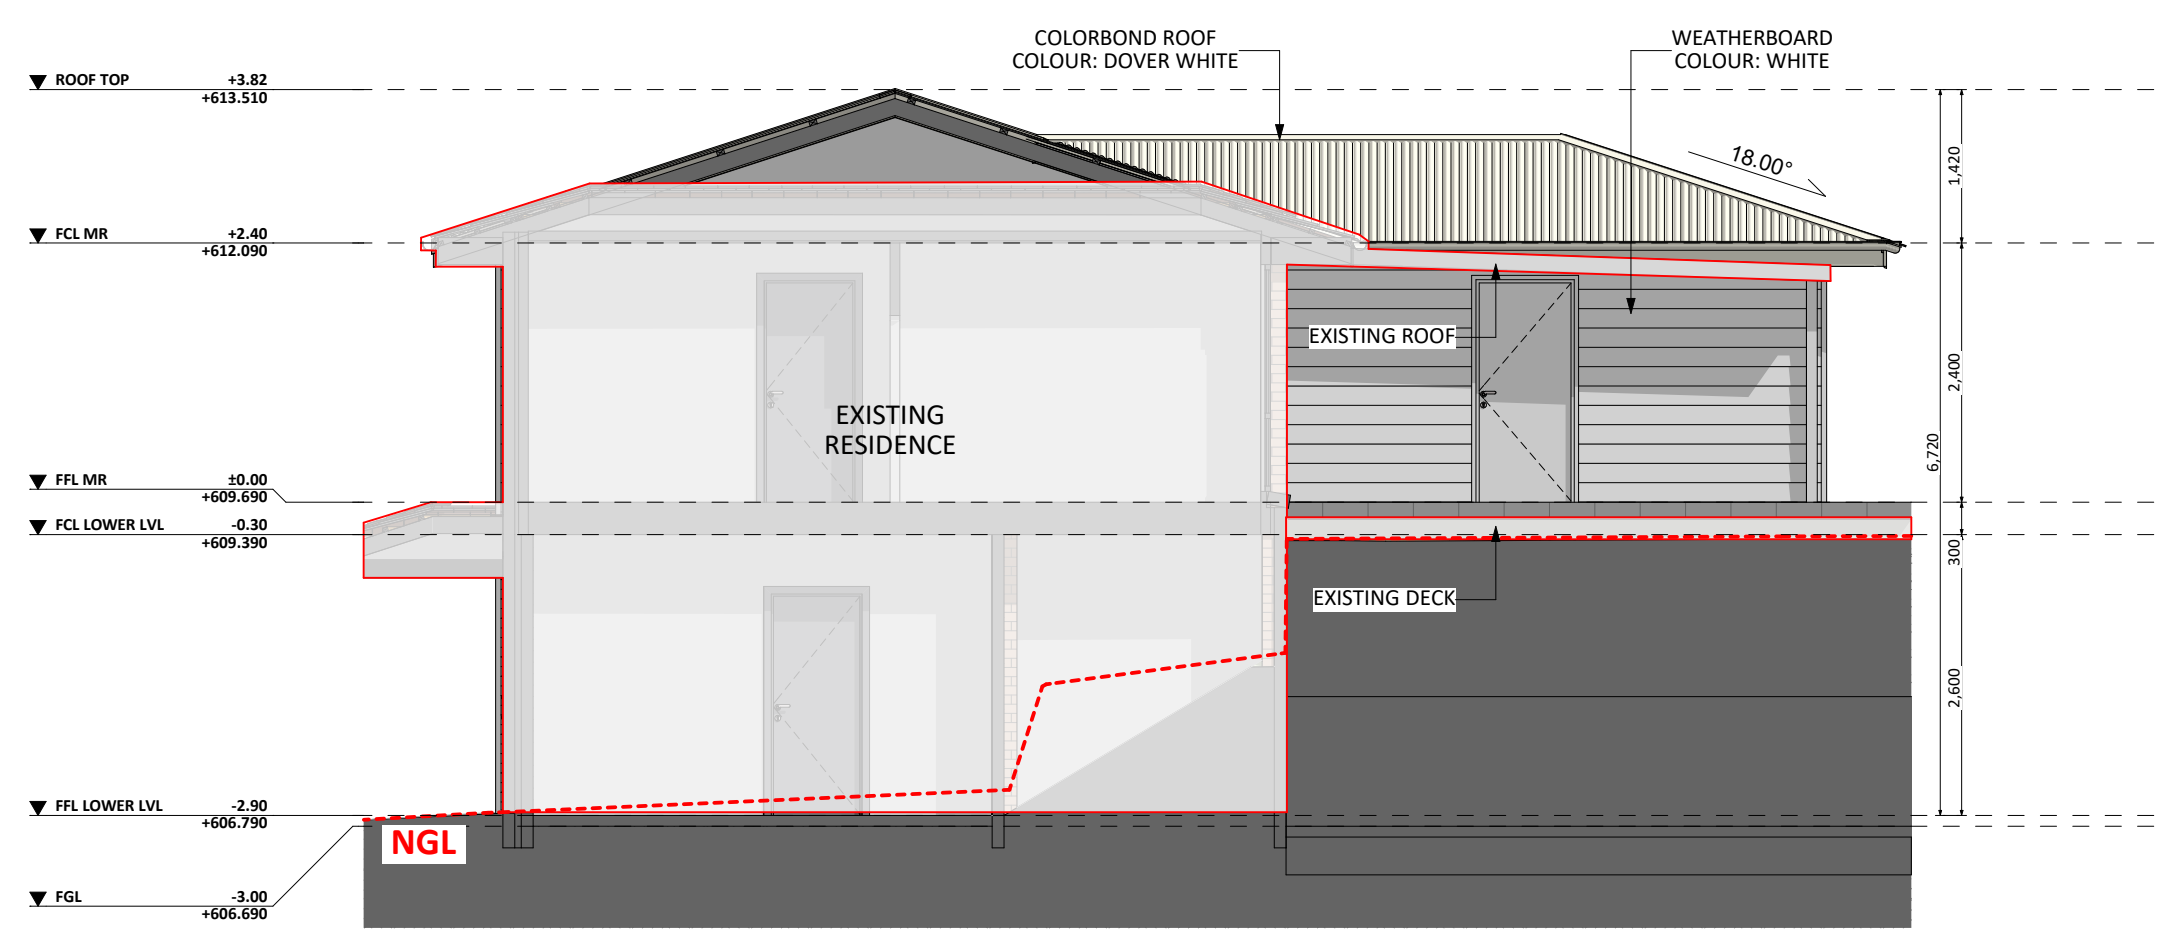 COLORBOND ROOF
COLOUR: DOVER WHITE
WEATHERBOARD
COLOUR: WHITE
ROOF TOP +3.82
+613.510
18.00°
1,420
FCL MR +2.40
+612.090
EXISTING ROOF
2,400
EXISTING
RESIDENCE
6,720
FFL MR ±0.00
+609.690
FCL LOWER LVL -0.30
+609.390
300
EXISTING DECK
2,600
FFL LOWER LVL -2.90
+606.790
NGL
FGL -3.00
+606.690